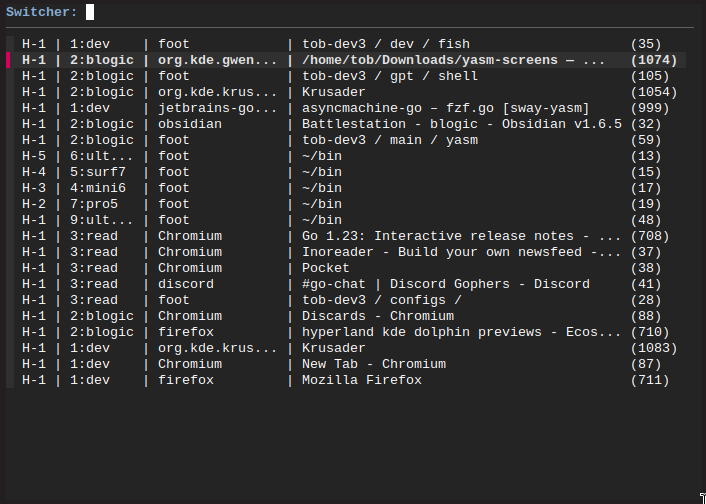 Switcher:
H-1 | 1:dev | foot | tob-dev3 / dev / fish (35)
H-1 | 2:blogic | org.kde.gwen... | /home/tob/Downloads/yasm-screens — ... (1074)
H-1 | 2:blogic | foot | tob-dev3 / gpt / shell (105)
H-1 | 2:blogic | org.kde.krus... | Krusader (1054)
H-1 | 1:dev | jetbrains-go... | asyncmachine-go – fzf.go [sway-yasm] (999)
H-1 | 2:blogic | obsidian | Battlestation - blogic - Obsidian v1.6.5 (32)
H-1 | 2:blogic | foot | tob-dev3 / main / yasm (59)
H-5 | 6:ult... | foot | ~/bin (13)
H-4 | 5:surf7 | foot | ~/bin (15)
H-3 | 4:mini6 | foot | ~/bin (17)
H-2 | 7:pro5 | foot | ~/bin (19)
H-1 | 9:ult... | foot | ~/bin (48)
H-1 | 3:read | Chromium | Go 1.23: Interactive release notes - ... (708)
H-1 | 3:read | Chromium | Inoreader - Build your own newsfeed -... (37)
H-1 | 3:read | Chromium | Pocket (38)
H-1 | 3:read | discord | #go-chat | Discord Gophers - Discord (41)
H-1 | 3:read | foot | tob-dev3 / configs / (28)
H-1 | 2:blogic | Chromium | Discards - Chromium (88)
H-1 | 2:blogic | firefox | hyperland kde dolphin previews - Ecos... (710)
H-1 | 1:dev | org.kde.krus... | Krusader (1083)
H-1 | 1:dev | Chromium | New Tab - Chromium (87)
H-1 | 1:dev | firefox | Mozilla Firefox (711)